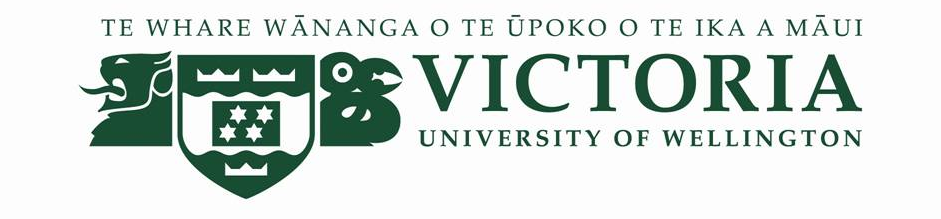 TE WHARE WĀNANGA O TE ŪPOKO O TE IKA A MĀUI
VICTORIA
UNIVERSITY OF WELLINGTON